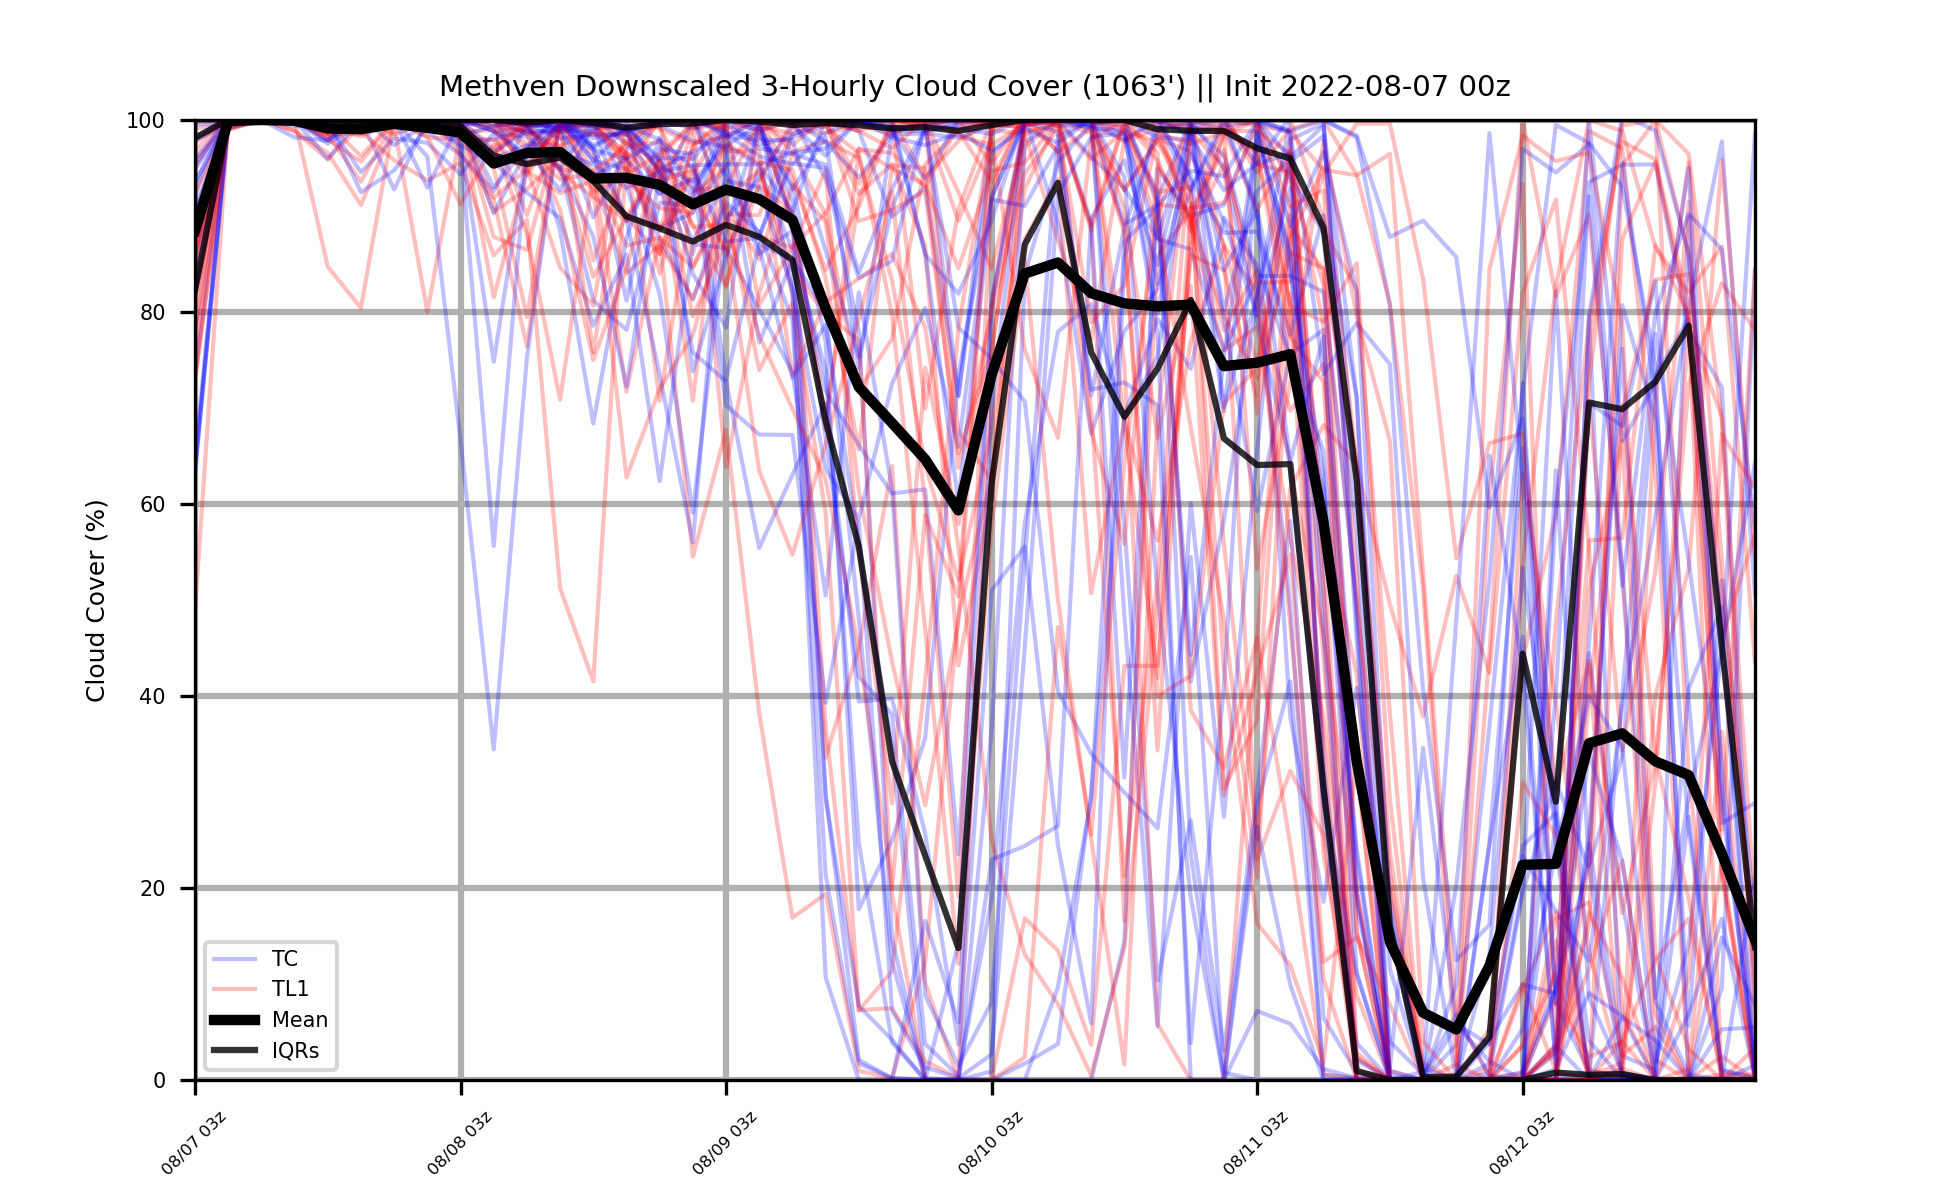 Methven Downscaled 3-Hourly Cloud Cover (1063') || Init 2022-08-07 00z
Cloud Cover (%)
100
80
60
40
20
0
TC
TL1
Mean
IQRs
08/07 03z
08/08 03z
08/09 03z
08/10 03z
08/11 03z
08/12 03z